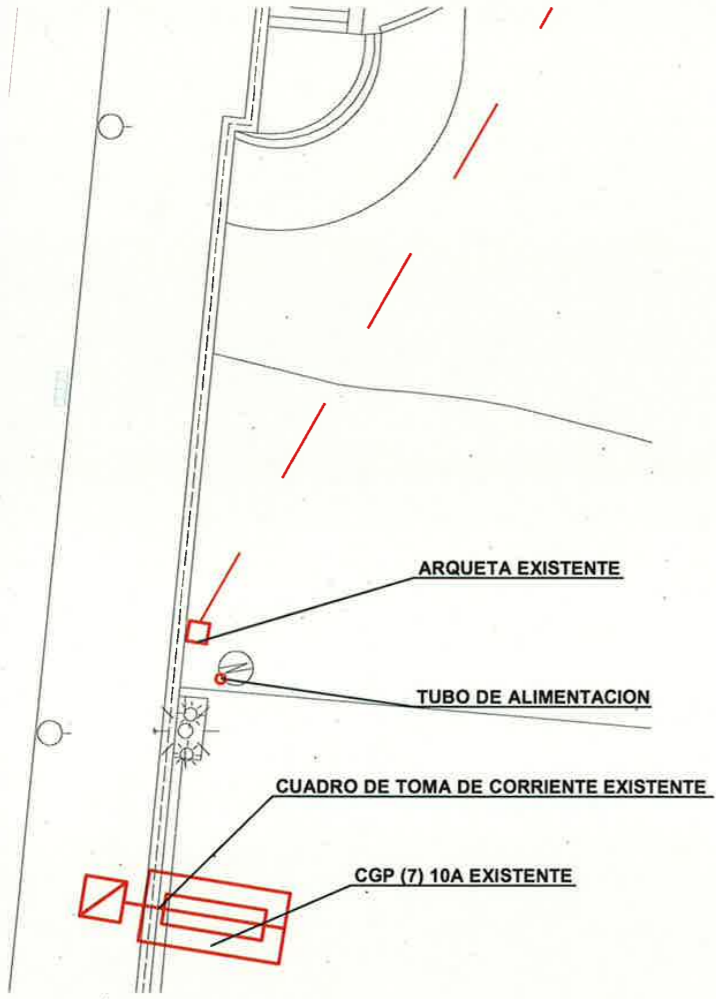 ARQUETA EXISTENTE
TUBO DE ALIMENTACION
CUADRO DE TOMA DE CORRIENTE EXISTENTE
CGP (7) 10A EXISTENTE